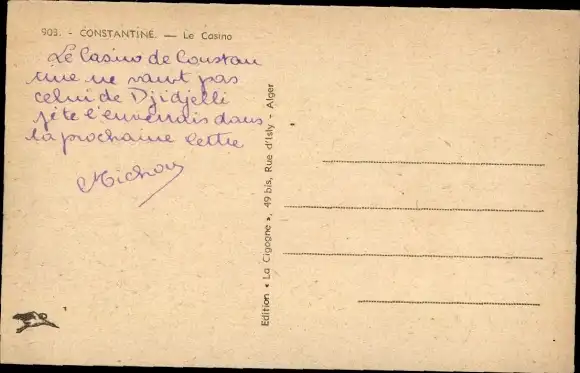 903. - CONSTANTINE. — Le Casino
Le Casino de Constan
tine ne vaut pas
celui de Djidjelli
je te l'enverrais dans
la prochaine lettre
Michou
Edition « La Cigogne », 49 bis, Rue d'Isly - Alger